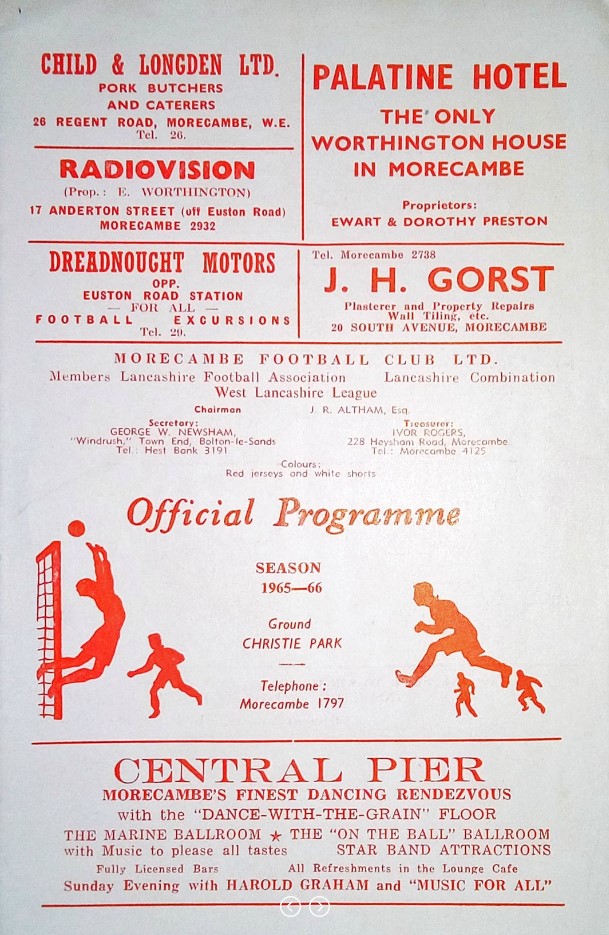 CHILD & LONGDEN LTD.
PORK BUTCHERS
AND CATERERS
26 REGENT ROAD, MORECAMBE, W.E.
Tel. 26.
RADIOVISION
(Prop.: E. WORTHINGTON)
17 ANDERTON STREET (off Euston Road)
MORECAMBE 2932
PALATINE HOTEL
THE ONLY
WORTHINGTON HOUSE
IN MORECAMBE
Proprietors:
EWART & DOROTHY PRESTON
DREADNOUGHT MOTORS
OPP.
EUSTON ROAD STATION
— FOR ALL —
FOOTBALL EXCURSIONS
Tel. 29.
Tel. Morecambe 2738
J. H. GORST
Plasterer and Property Repairs
Wall Tiling, etc.
20 SOUTH AVENUE, MORECAMBE
MORECAMBE FOOTBALL CLUB LTD.
Members Lancashire Football Association Lancashire Combination
West Lancashire League
Chairman J. R. ALTHAM, Esq.
Secretary:
GEORGE W. NEWSHAM,
"Windrush," Town End, Bolton-le-Sands
Tel.: Hest Bank 3191
Treasurer:
IVOR ROGERS,
228 Heysham Road, Morecambe.
Tel.: Morecambe 4125
Colours:
Red jerseys and white shorts
Official Programme
SEASON
1965—66
Ground
CHRISTIE PARK
Telephone:
Morecambe 1797
CENTRAL PIER
MORECAMBE'S FINEST DANCING RENDEZVOUS
with the "DANCE-WITH-THE-GRAIN" FLOOR
THE MARINE BALLROOM ★ THE "ON THE BALL" BALLROOM
with Music to please all tastes STAR BAND ATTRACTIONS
Fully Licensed Bars All Refreshments in the Lounge Cafe
Sunday Evening with HAROLD GRAHAM and "MUSIC FOR ALL"